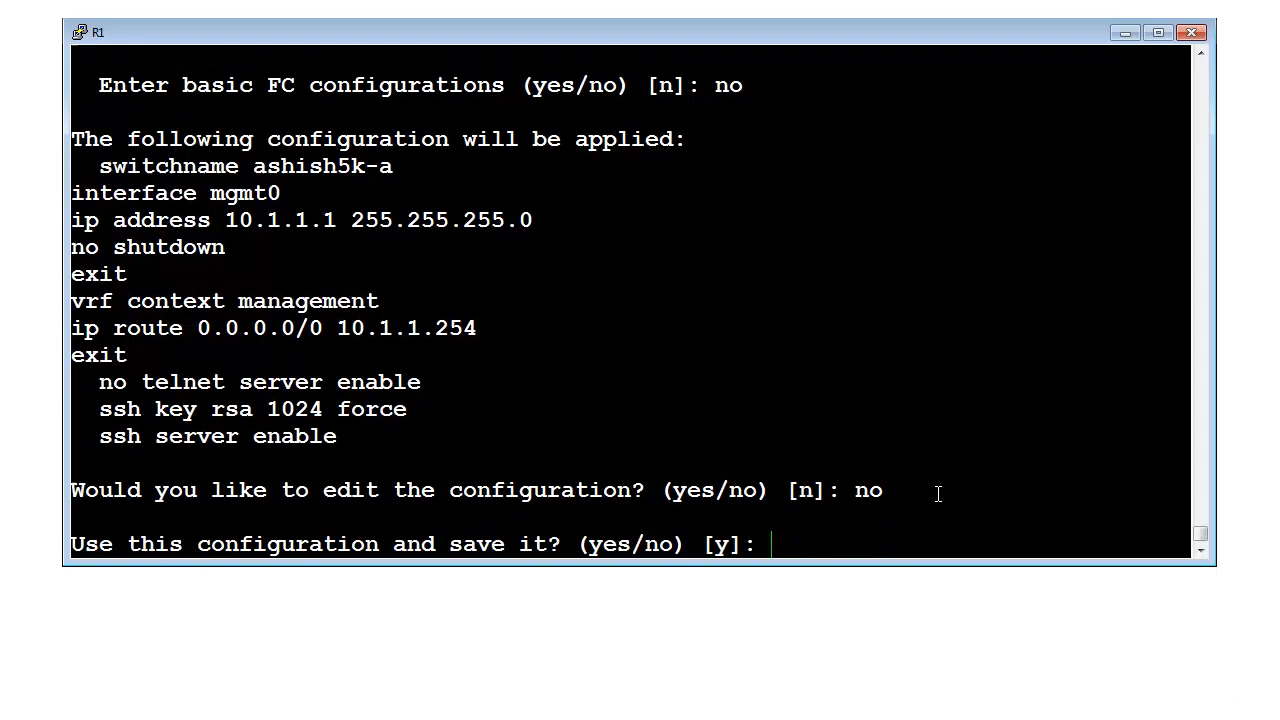 R1
Enter basic FC configurations (yes/no) [n]: no
The following configuration will be applied:
switchname ashish5k-a
interface mgmt0
ip address 10.1.1.1 255.255.255.0
no shutdown
exit
vrf context management
ip route 0.0.0.0/0 10.1.1.254
exit
no telnet server enable
ssh key rsa 1024 force
ssh server enable
Would you like to edit the configuration? (yes/no) [n]: no
Use this configuration and save it? (yes/no) [y]: